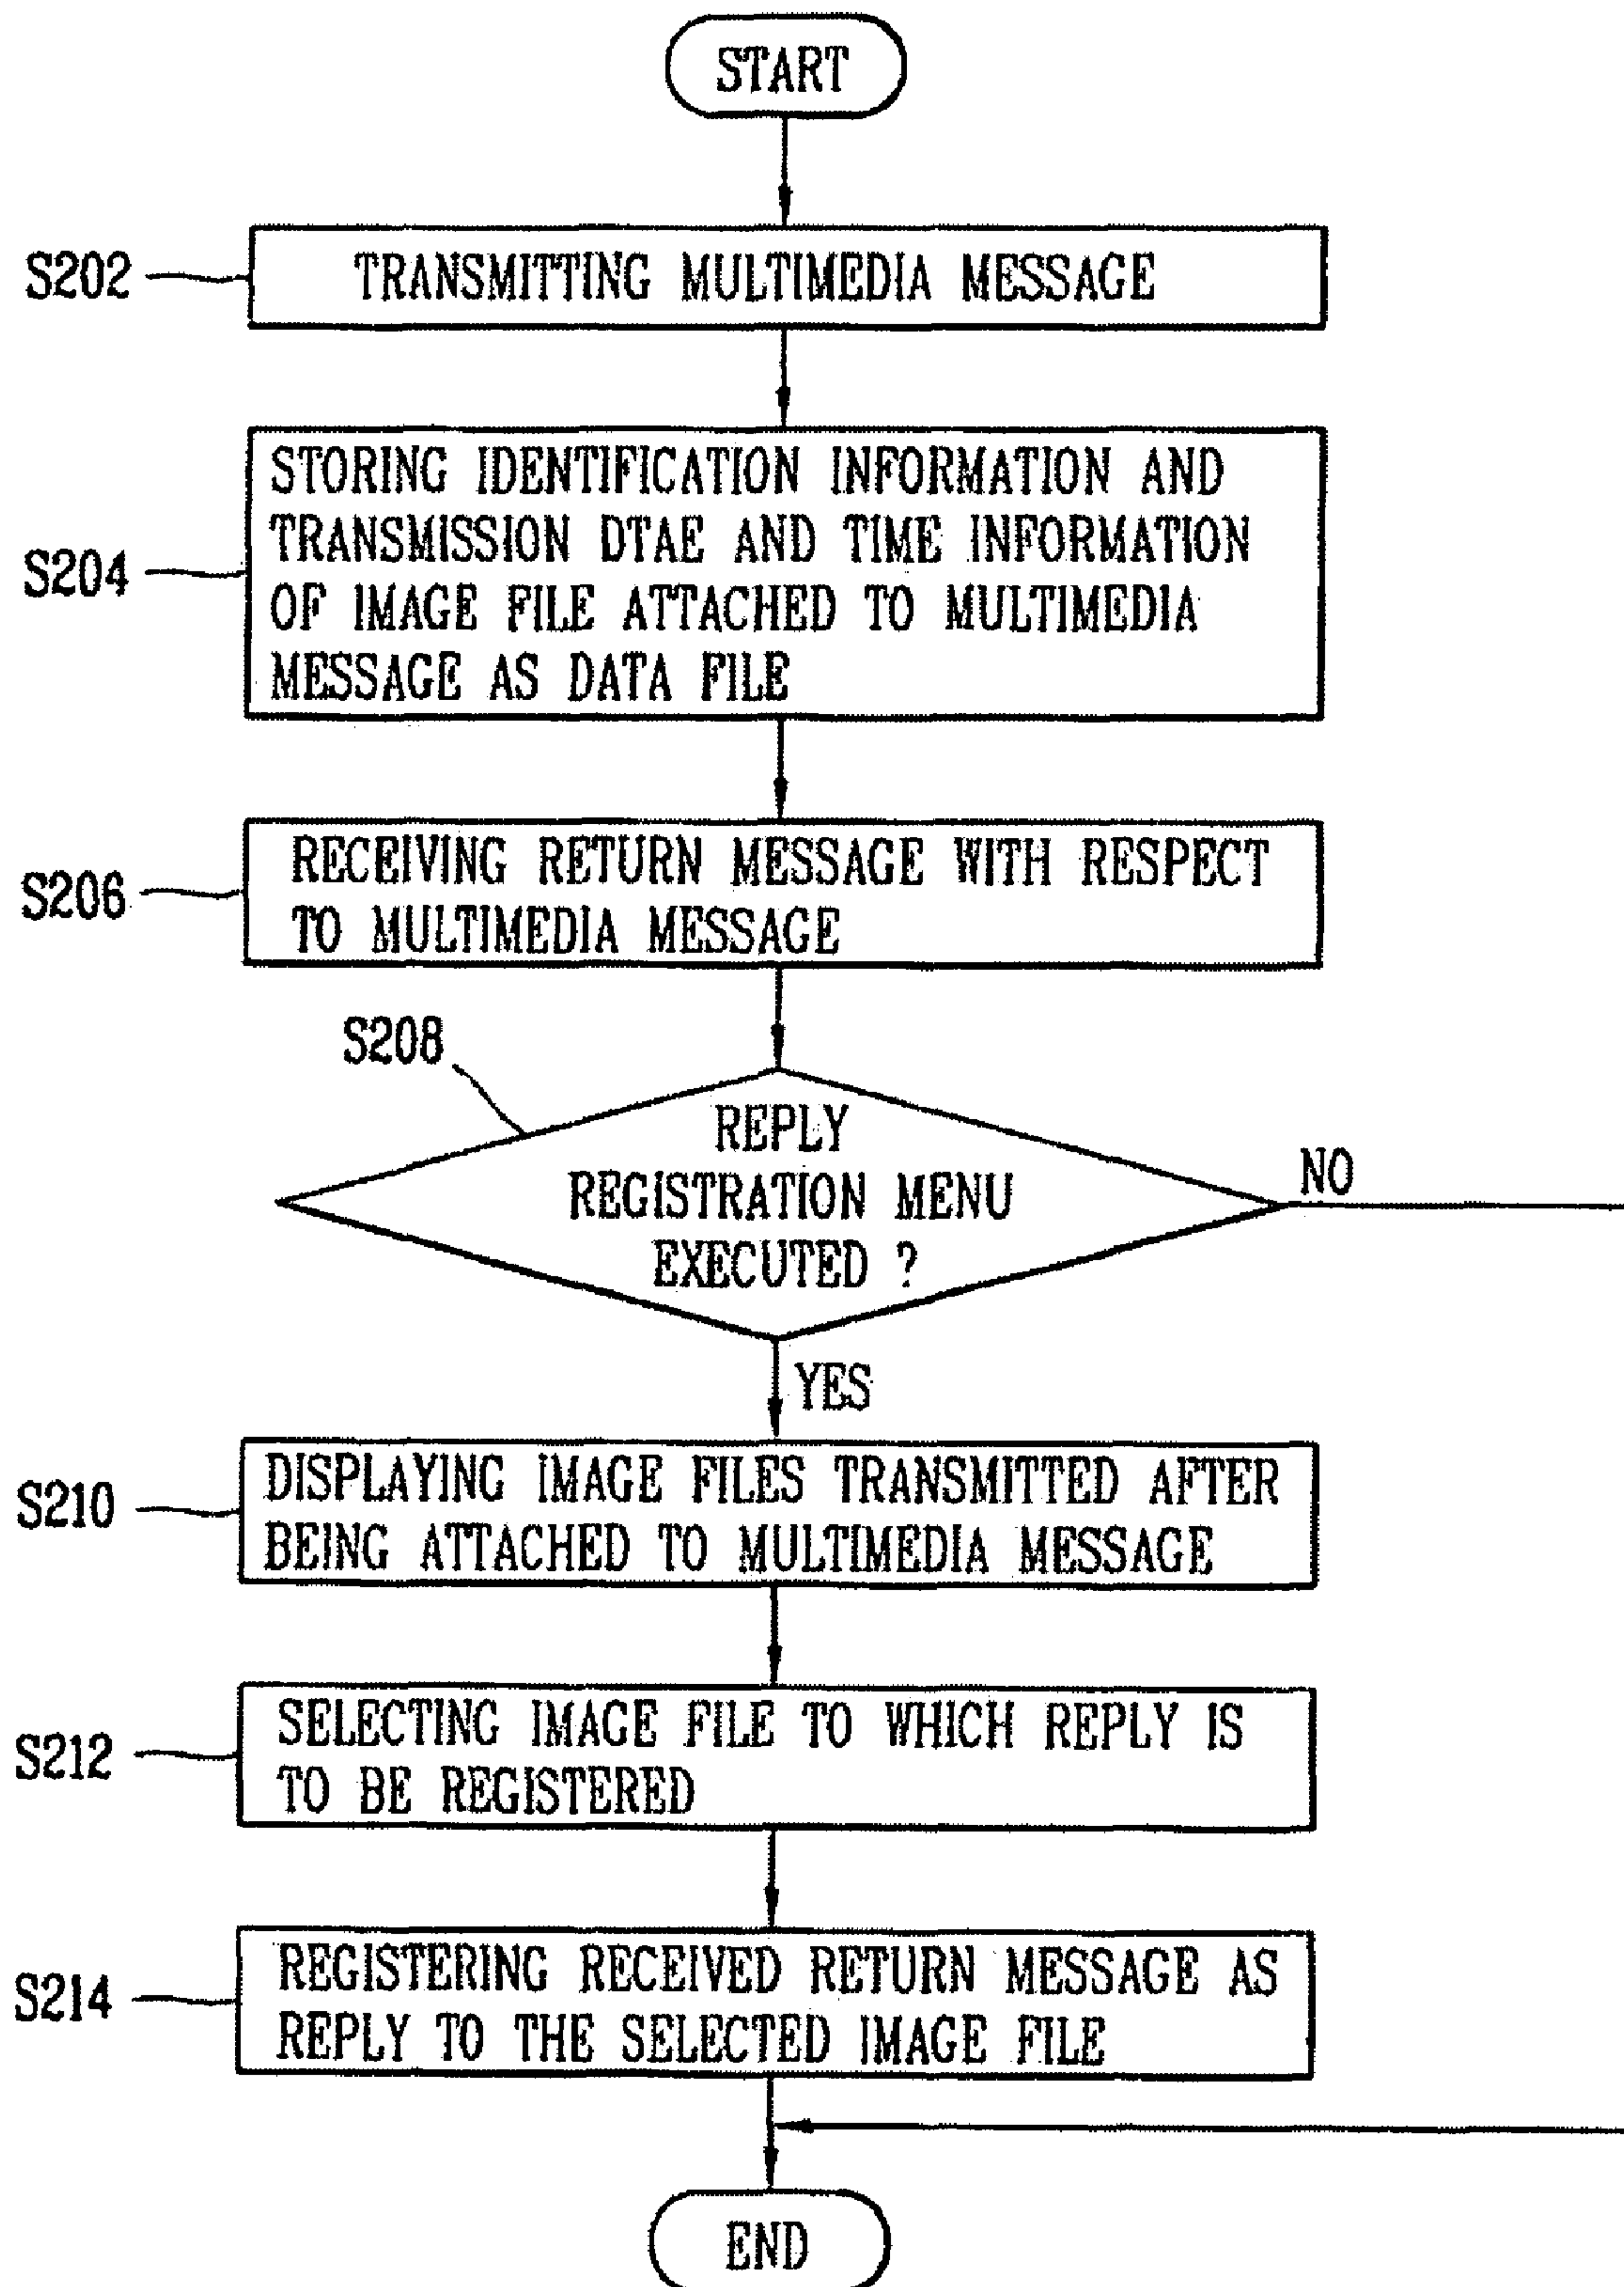 START
S202
TRANSMITTING MULTIMEDIA MESSAGE
S204
STORING IDENTIFICATION INFORMATION AND
TRANSMISSION DTAE AND TIME INFORMATION
OF IMAGE FILE ATTACHED TO MULTIMEDIA
MESSAGE AS DATA FILE
S206
RECEIVING RETURN MESSAGE WITH RESPECT
TO MULTIMEDIA MESSAGE
S208
REPLY
REGISTRATION MENU
EXECUTED ?
NO
YES
S210
DISPLAYING IMAGE FILES TRANSMITTED AFTER
BEING ATTACHED TO MULTIMEDIA MESSAGE
S212
SELECTING IMAGE FILE TO WHICH REPLY IS
TO BE REGISTERED
S214
REGISTERING RECEIVED RETURN MESSAGE AS
REPLY TO THE SELECTED IMAGE FILE
END